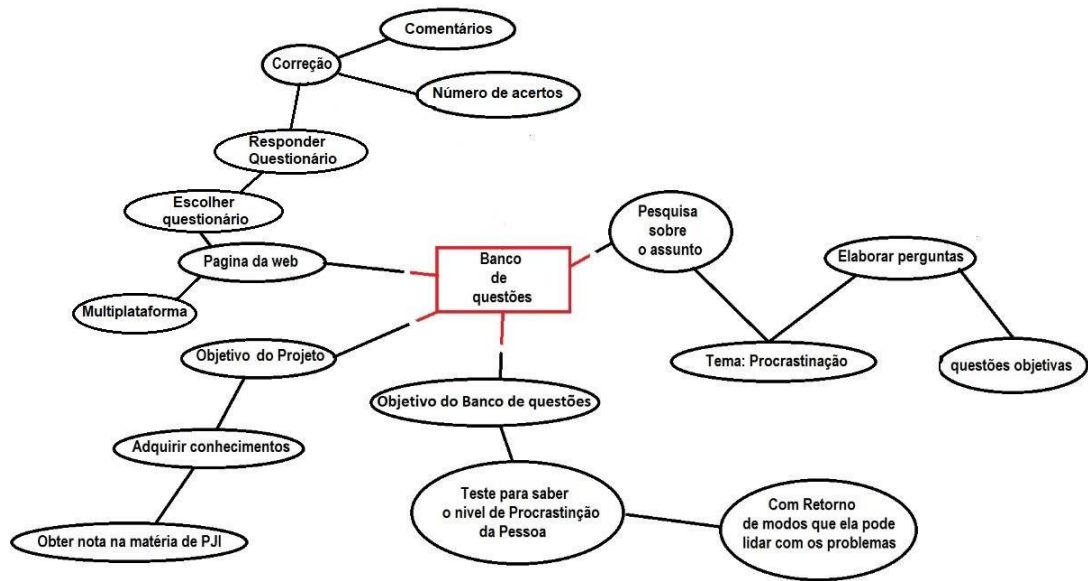 Comentários
Correção
Número de acertos
Responder
Questionário
Escolher
questionário
Pagina da web
Multiplataforma
Banco
de
questões
Pesquisa
sobre
o assunto
Elaborar perguntas
Tema: Procrastinação
questões objetivas
Objetivo do Projeto
Adquirir conhecimentos
Obter nota na matéria de PJI
Objetivo do Banco de questões
Teste para saber
o nivel de Procrastinção
da Pessoa
Com Retorno
de modos que ela pode
lidar com os problemas